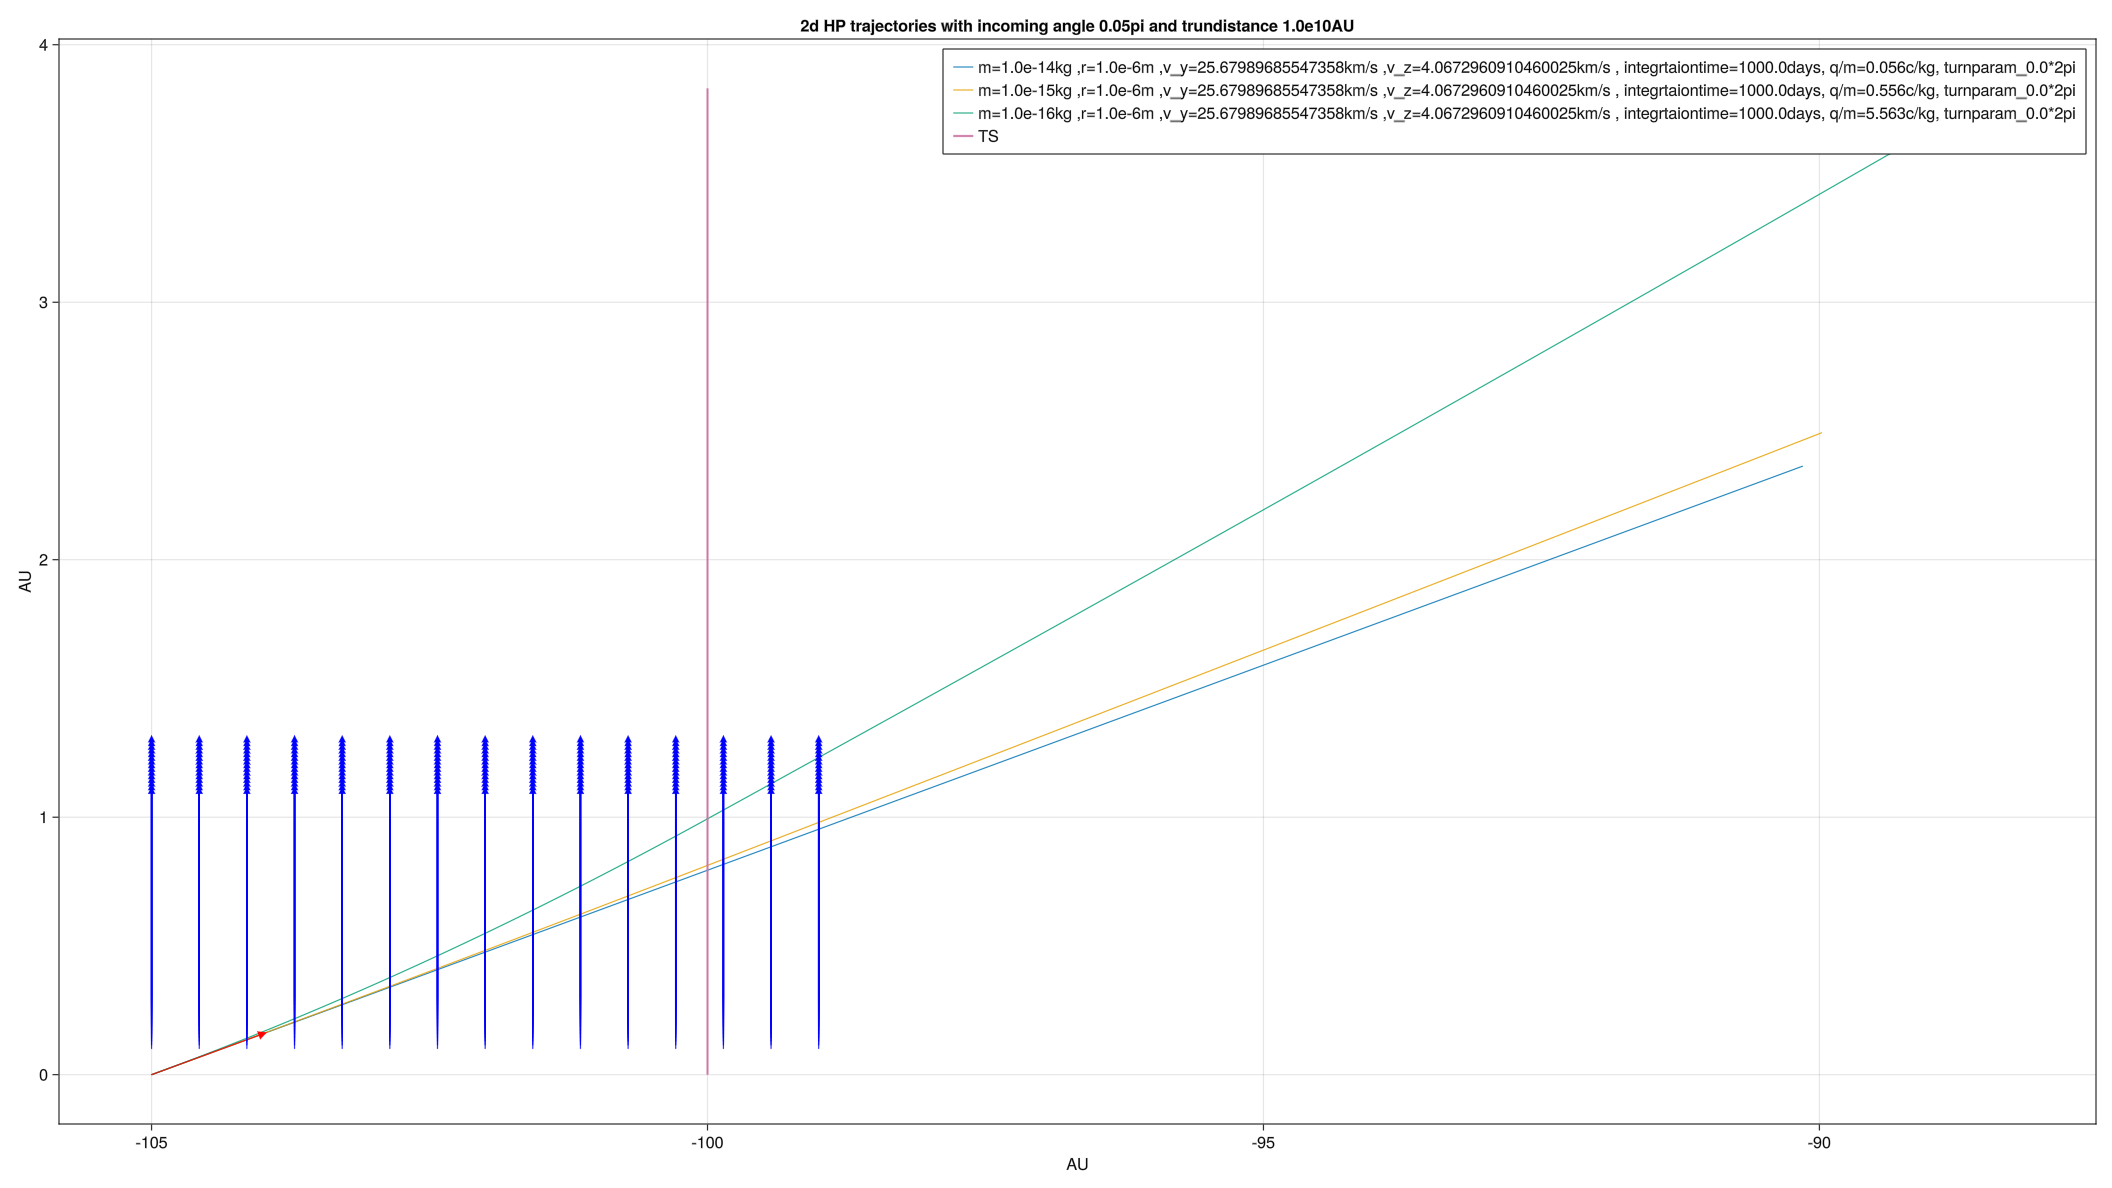 2d HP trajectories with incoming angle 0.05pi and trundistance 1.0e10AU
m=1.0e-14kg ,r=1.0e-6m ,v_y=25.67989685547358km/s ,v_z=4.0672960910460025km/s , integrtaiontime=1000.0days, q/m=0.056c/kg, turnparam_0.0*2pi
m=1.0e-15kg ,r=1.0e-6m ,v_y=25.67989685547358km/s ,v_z=4.0672960910460025km/s , integrtaiontime=1000.0days, q/m=0.556c/kg, turnparam_0.0*2pi
m=1.0e-16kg ,r=1.0e-6m ,v_y=25.67989685547358km/s ,v_z=4.0672960910460025km/s , integrtaiontime=1000.0days, q/m=5.563c/kg, turnparam_0.0*2pi
TS
4
3
2
1
0
AU
-105
-100
-95
-90
AU